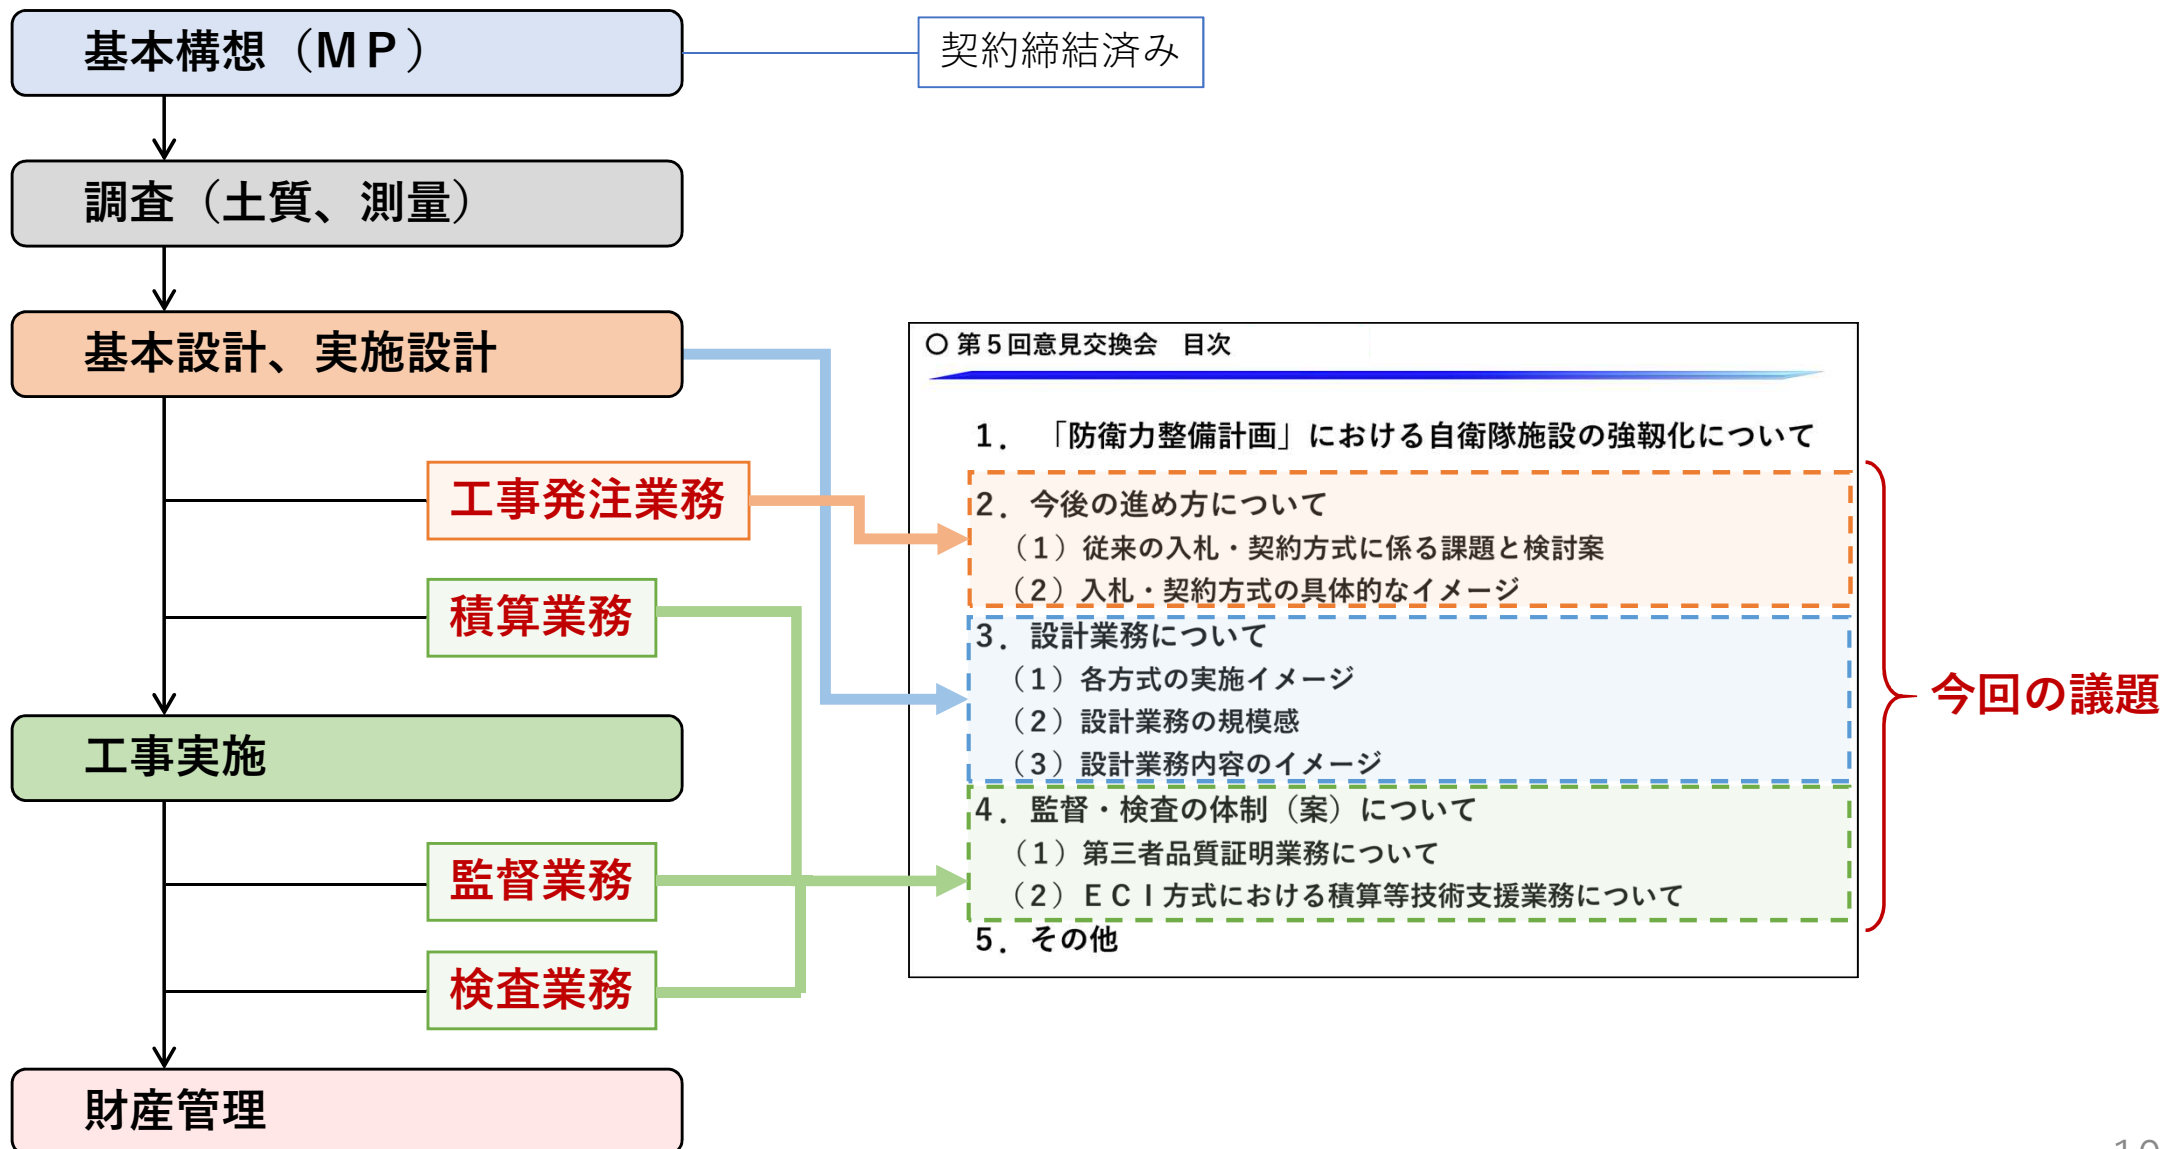 基本構想（ＭＰ）
契約締結済み
調査（土質、測量）
基本設計、実施設計
工事発注業務
積算業務
工事実施
監督業務
検査業務
財産管理
〇 第５回意見交換会　目次
１．　「防衛力整備計画」における自衛隊施設の強靱化について
２．今後の進め方について
（１）従来の入札・契約方式に係る課題と検討案
（２）入札・契約方式の具体的なイメージ
３．設計業務について
（１）各方式の実施イメージ
（２）設計業務の規模感
（３）設計業務内容のイメージ
４．監督・検査の体制（案）について
（１）第三者品質証明業務について
（２）ＥＣＩ方式における積算等技術支援業務について
５．その他
今回の議題